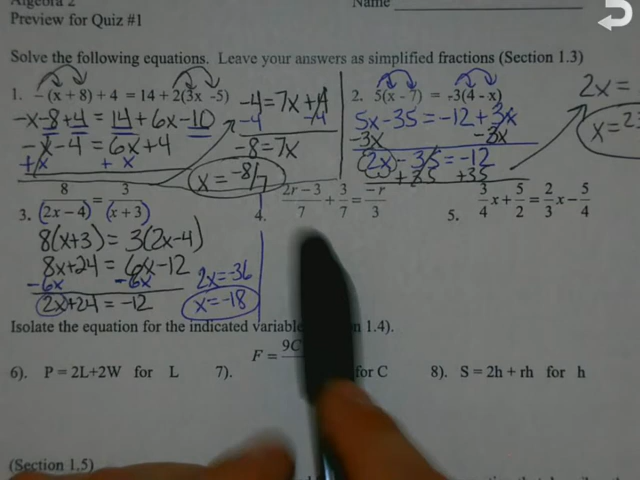 Algebra 2
Name
Preview for Quiz #1
Solve the following equations. Leave your answers as simplified fractions (Section 1.3)
1. -(x + 8) + 4 = 14 + 2(3x -5)
-x-8+4 = 14+6x-10
-x-4 = 6x+4
+x +x
-4=7x+4
-4 -4
-8=7x
x = -8/7
2. 5(x - 7) = -3(4 - x)
5x-35=-12+3x
-3x -3x
2x-35=-12
+35 +35
2x=
x=23
3. 8/(2x - 4) = 3/(x + 3)
8(x+3)= 3(2x-4)
8x+24= 6x-12
-6x -6x
2x+24=-12
2x=-36
x=-18
4. (2r - 3)/7 + 3/7 = -r/3
5. 3/4 x + 5/2 = 2/3 x - 5/4
Isolate the equation for the indicated variable 1.4).
6). P = 2L+2W for L
7). F = 9C for C
8). S = 2h + rh for h
(Section 1.5)